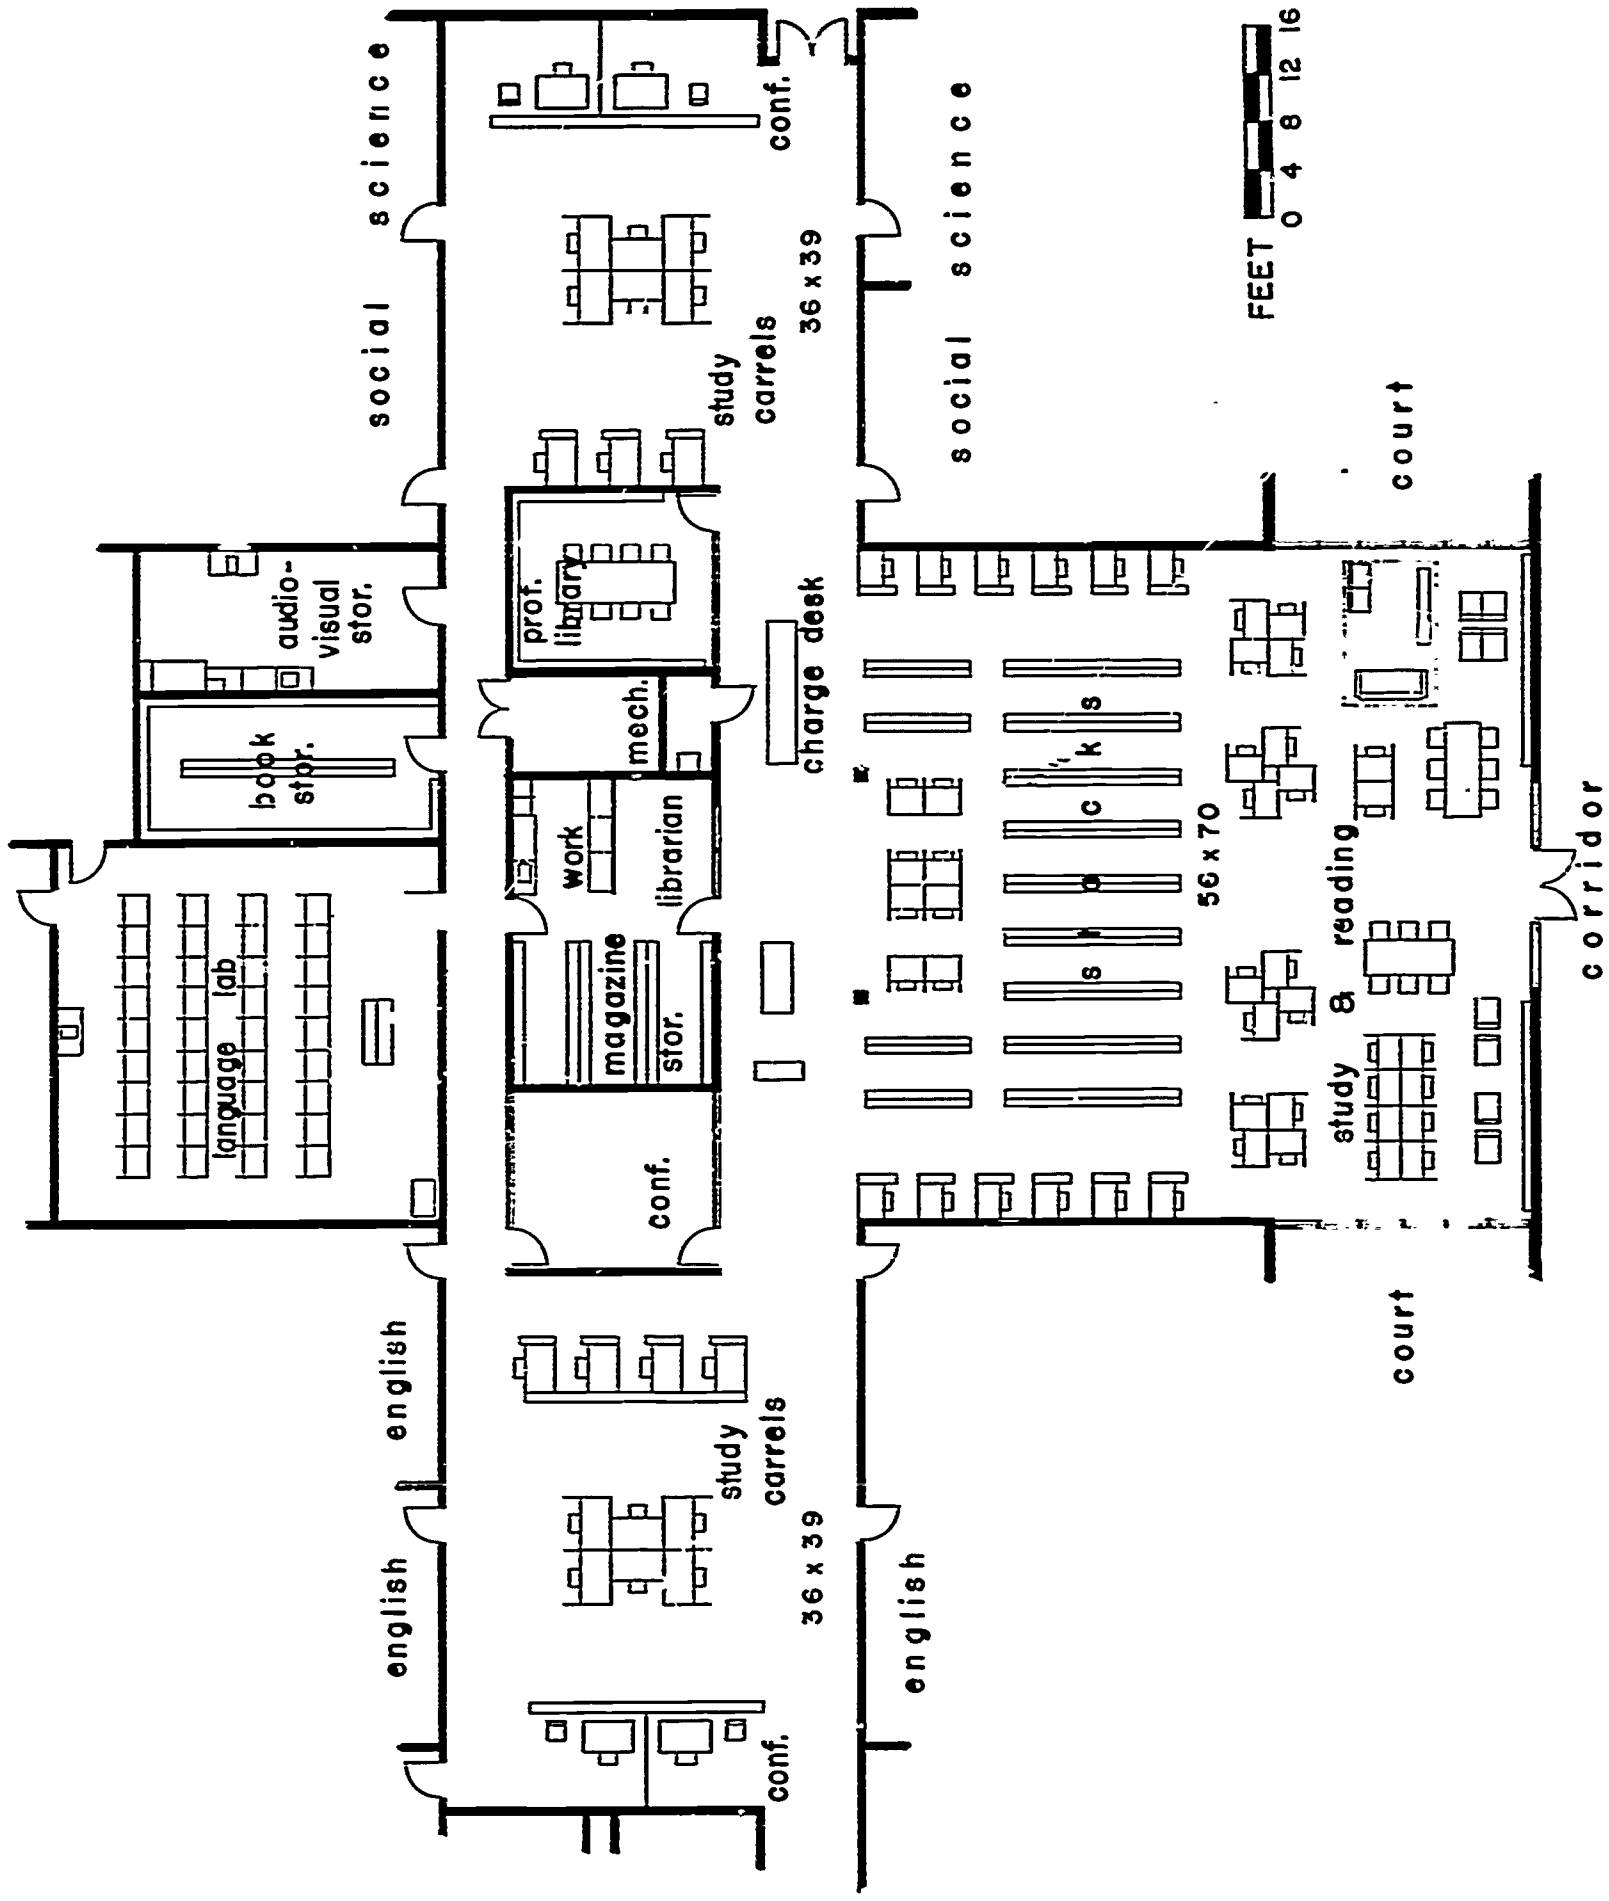 language lab
book
stor.
audio-
visual
stor.
social science
english
english
prof.
library
work
librarian
mech.
magazine
stor.
conf.
study
carrels
36 x 39
conf.
study
carrels
36 x 39
conf.
charge desk
english
social science
stacks
56 x 70
FEET
0 4 8 12 16
study & reading
court
court
corridor